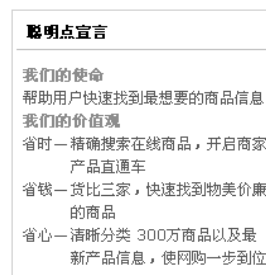 聪明点宣言
我们的使命
帮助用户快速找到最想要的商品信息
我们的价值观
省时—精确搜索在线商品，开启商家
产品直通车
省钱—货比三家，快速找到物美价廉
的商品
省心—清晰分类 300万商品以及最
新产品信息，使网购一步到位